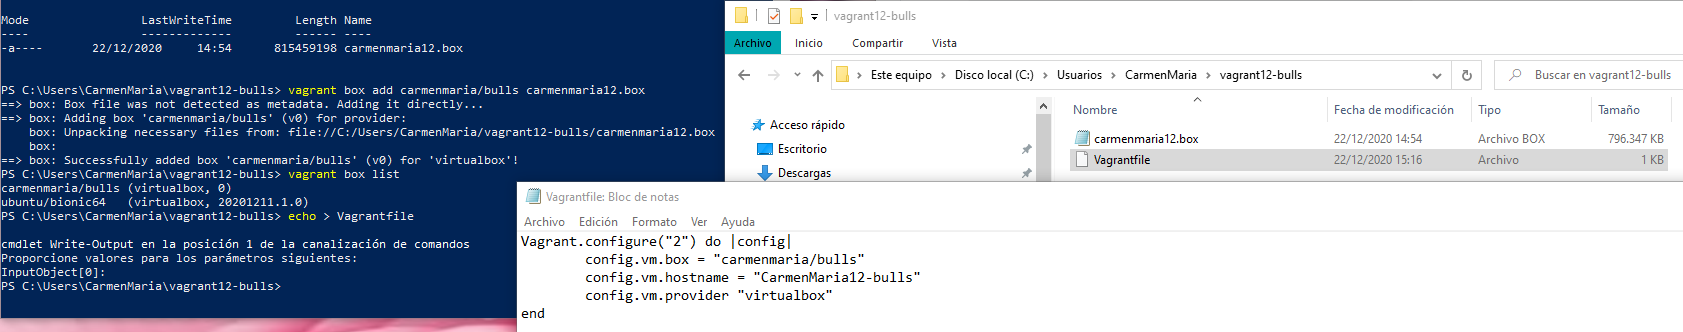 Mode                LastWriteTime         Length Name
----                -------------         ------ ----
-a----       22/12/2020     14:54      815459198 carmenmaria12.box
PS C:\Users\CarmenMaria\vagrant12-bulls> vagrant box add carmenmaria/bulls carmenmaria12.box
==> box: Box file was not detected as metadata. Adding it directly...
==> box: Adding box 'carmenmaria/bulls' (v0) for provider:
    box: Unpacking necessary files from: file://C:/Users/CarmenMaria/vagrant12-bulls/carmenmaria12.box
    box:
==> box: Successfully added box 'carmenmaria/bulls' (v0) for 'virtualbox'!
PS C:\Users\CarmenMaria\vagrant12-bulls> vagrant box list
carmenmaria/bulls (virtualbox, 0)
ubuntu/bionic64   (virtualbox, 20201211.1.0)
PS C:\Users\CarmenMaria\vagrant12-bulls> echo > Vagrantfile
cmdlet Write-Output en la posición 1 de la canalización de comandos
Proporcione valores para los parámetros siguientes:
InputObject[0]:
PS C:\Users\CarmenMaria\vagrant12-bulls>
vagrant12-bulls
Archivo Inicio Compartir Vista
Este equipo > Disco local (C:) > Usuarios > CarmenMaria > vagrant12-bulls
Buscar en vagrant12-bulls
Acceso rápido
Escritorio
Descargas
Nombre Fecha de modificación Tipo Tamaño
carmenmaria12.box 22/12/2020 14:54 Archivo BOX 796.347 KB
Vagrantfile 22/12/2020 15:16 Archivo 1 KB
Vagrantfile: Bloc de notas
Archivo Edición Formato Ver Ayuda
Vagrant.configure("2") do |config|
        config.vm.box = "carmenmaria/bulls"
        config.vm.hostname = "CarmenMaria12-bulls"
        config.vm.provider "virtualbox"
end